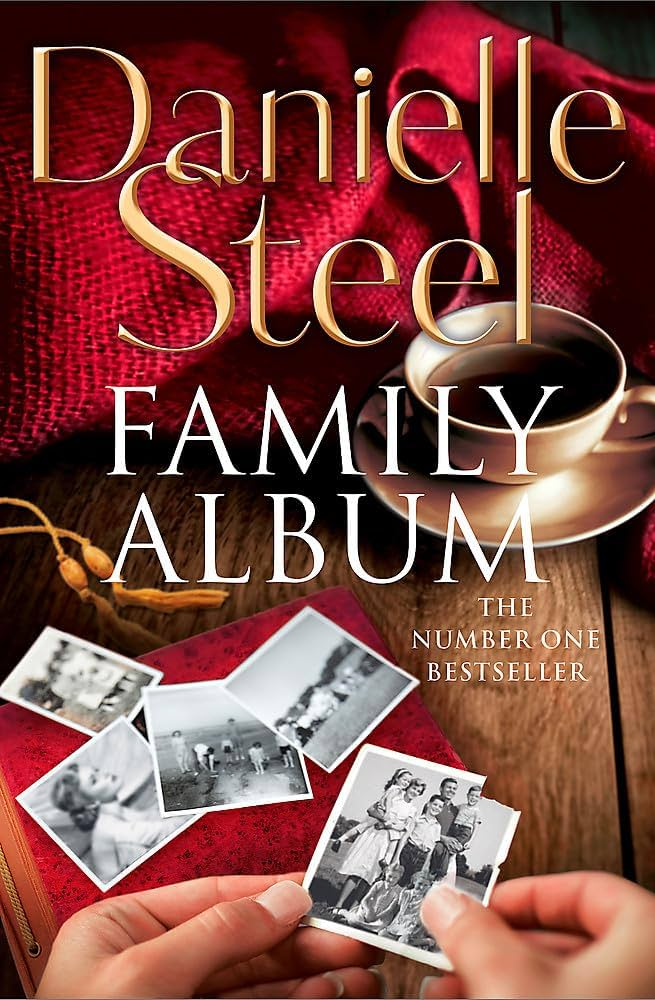 Danielle
Steel
FAMILY
ALBUM
THE
NUMBER ONE
BESTSELLER